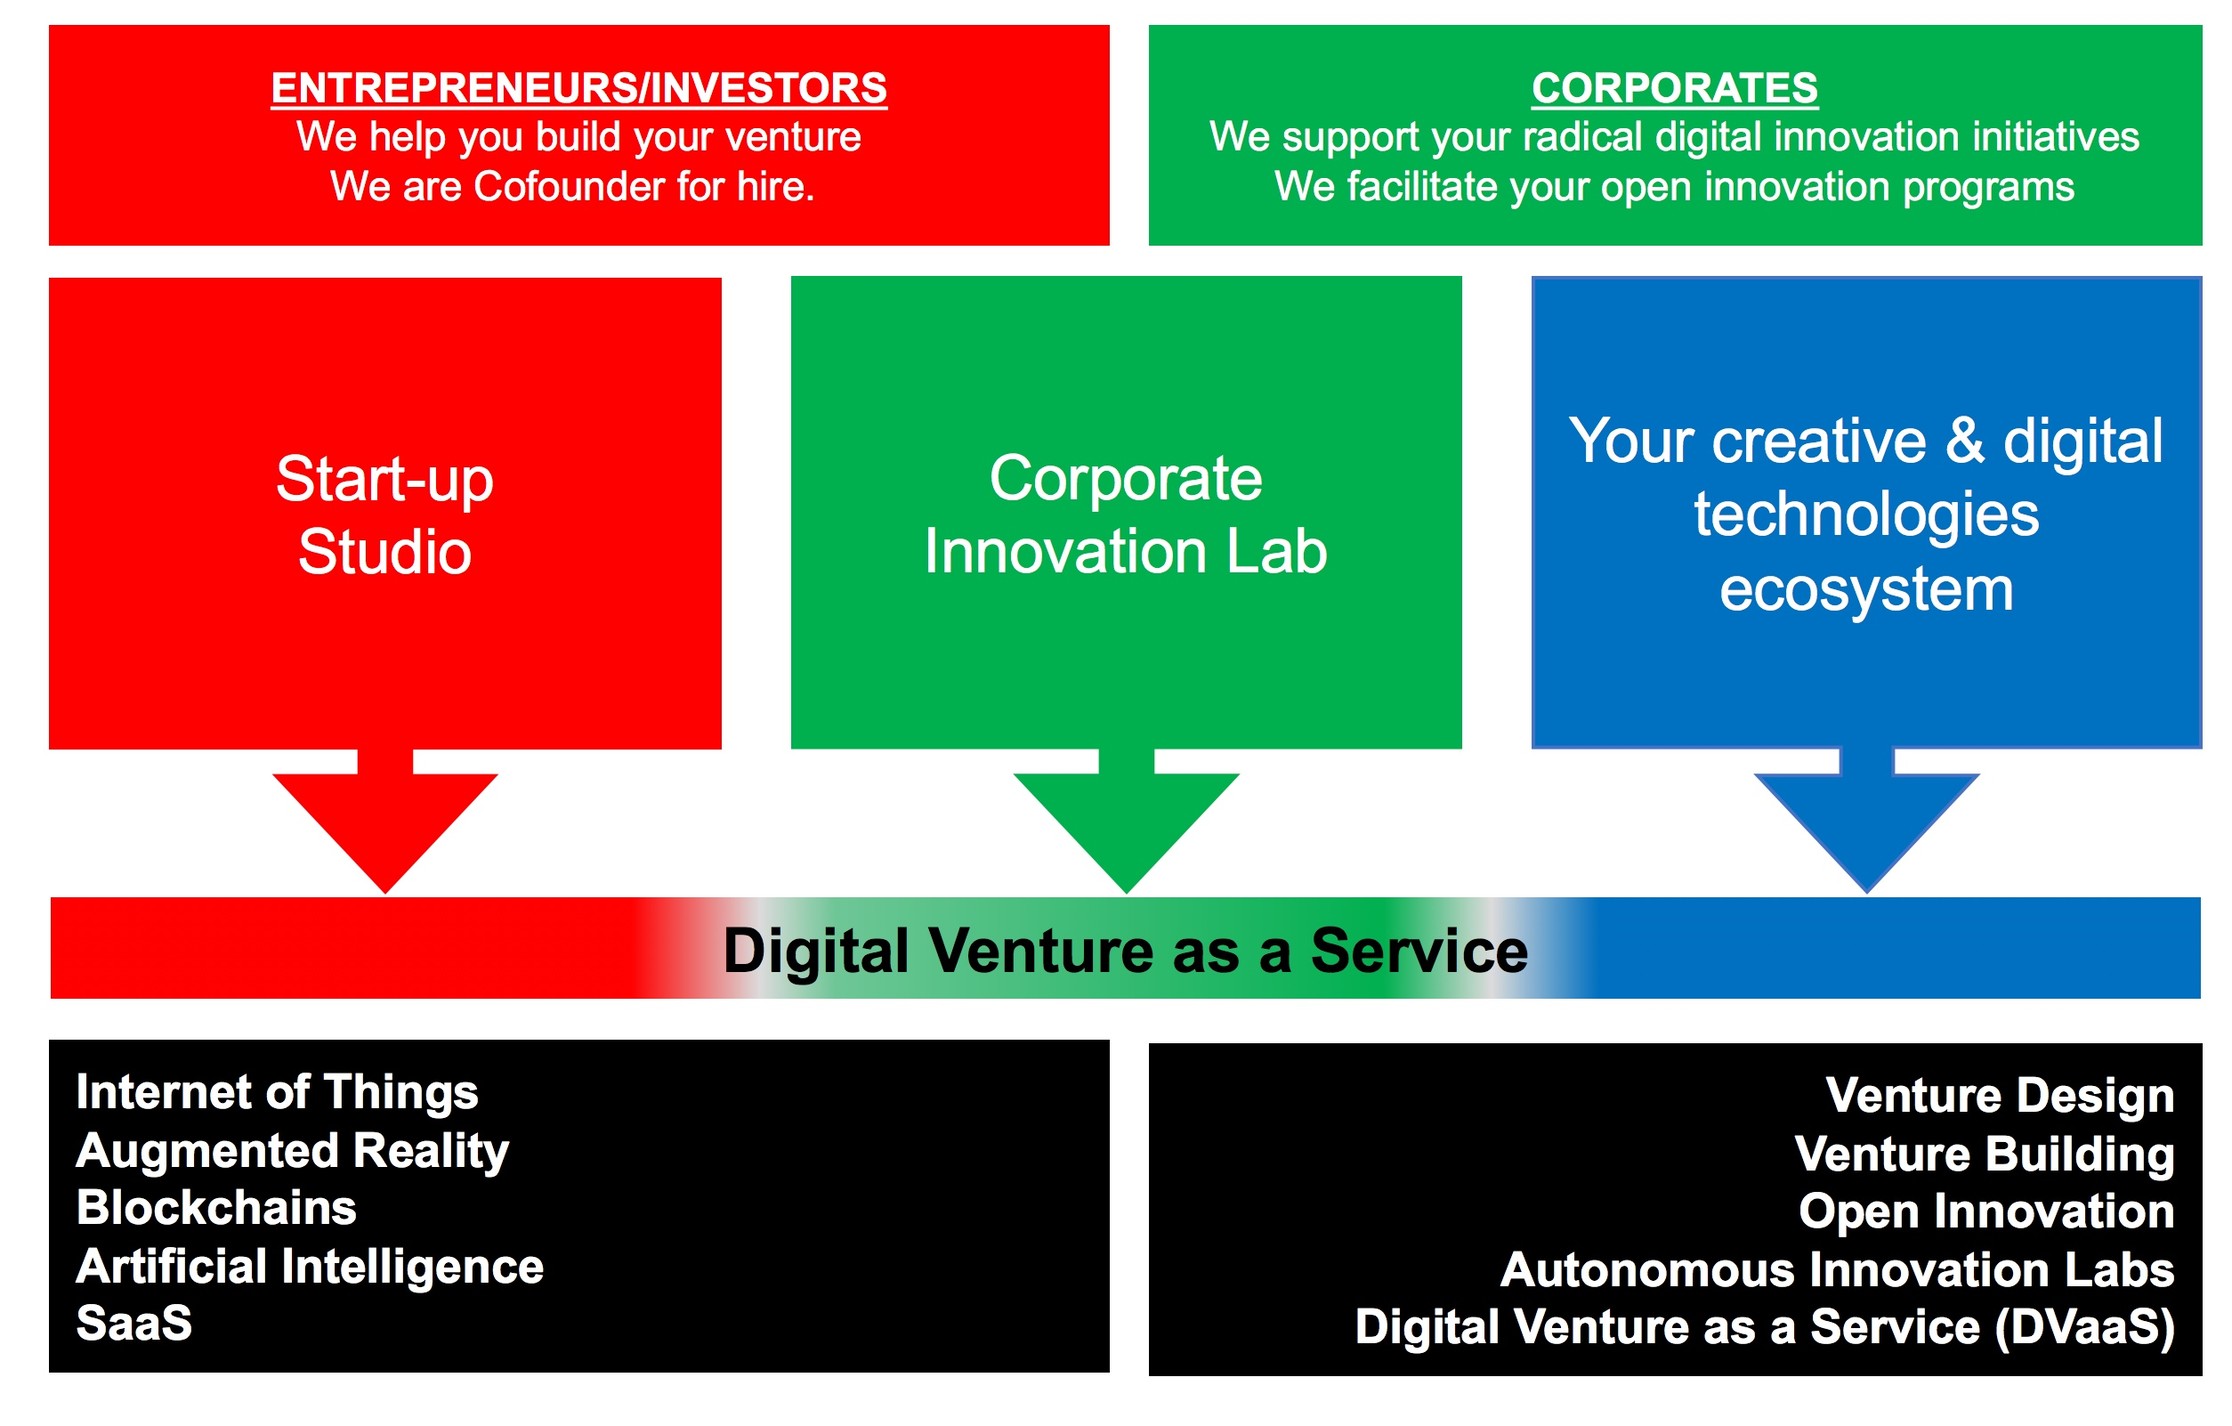 ENTREPRENEURS/INVESTORS
We help you build your venture
We are Cofounder for hire.
CORPORATES
We support your radical digital innovation initiatives
We facilitate your open innovation programs
Start-up
Studio
Corporate
Innovation Lab
Your creative & digital
technologies
ecosystem
Digital Venture as a Service
Internet of Things
Augmented Reality
Blockchains
Artificial Intelligence
SaaS
Venture Design
Venture Building
Open Innovation
Autonomous Innovation Labs
Digital Venture as a Service (DVaaS)